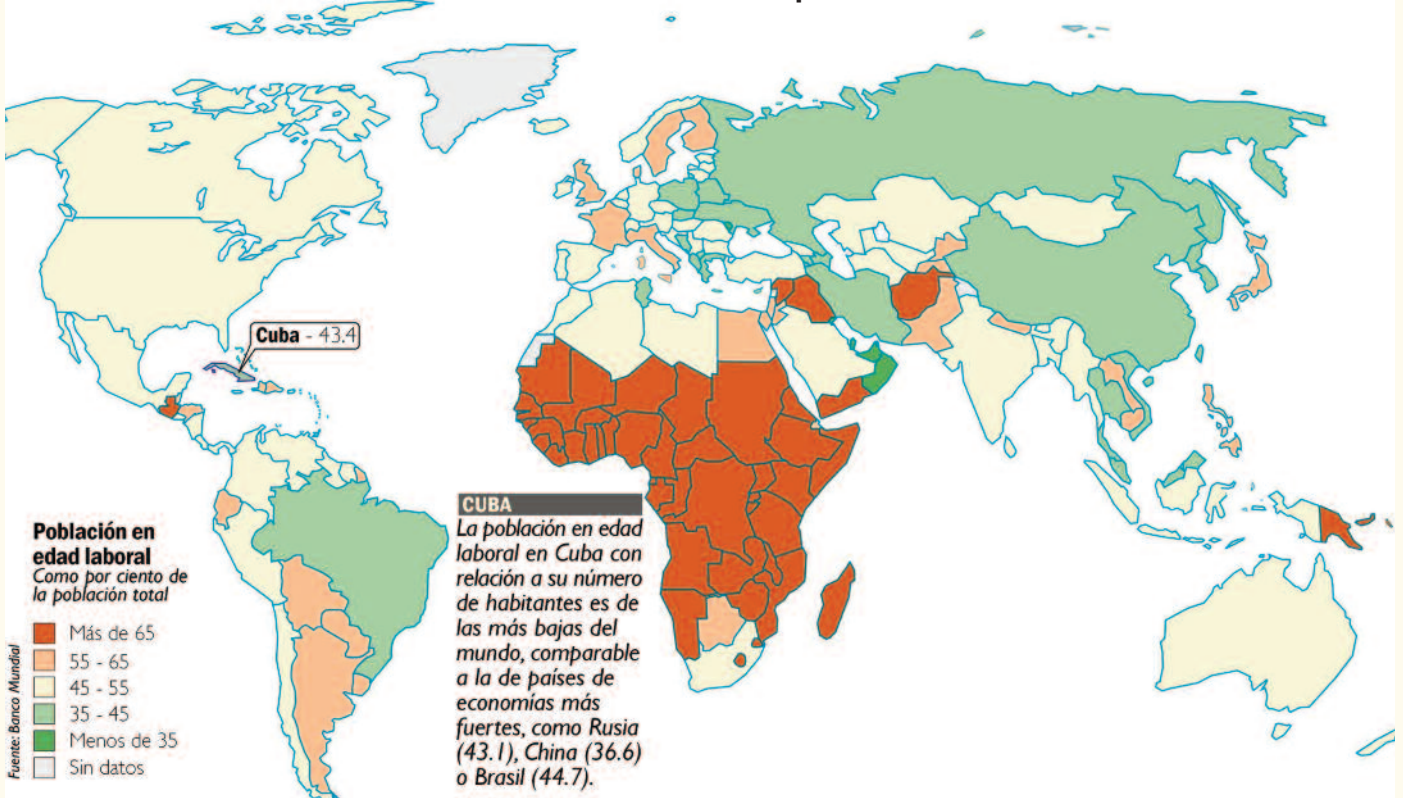 Cuba - 43.4
CUBA
La población en edad
laboral en Cuba con
relación a su número
de habitantes es de
las más bajas del
mundo, comparable
a la de países de
economías más
fuertes, como Rusia
(43.1), China (36.6)
o Brasil (44.7).
Población en
edad laboral
Como por ciento de
la población total
Más de 65
55 - 65
45 - 55
35 - 45
Menos de 35
Sin datos
Fuente: Banco Mundial